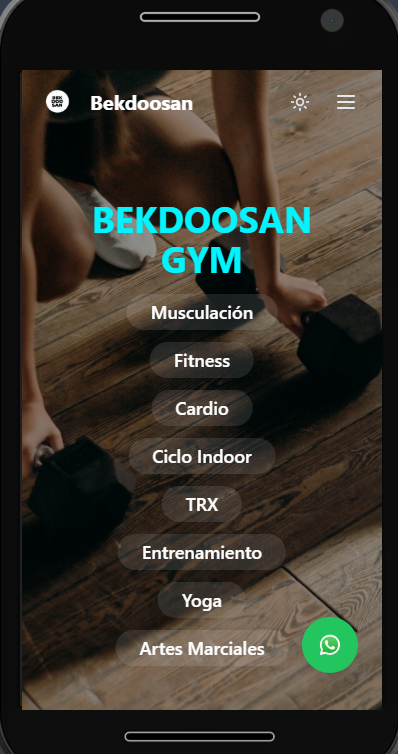 BEK
DOO
SAN
Bekdoosan
BEKDOOSAN
GYM
Musculación
Fitness
Cardio
Ciclo Indoor
TRX
Entrenamiento
Yoga
Artes Marciales